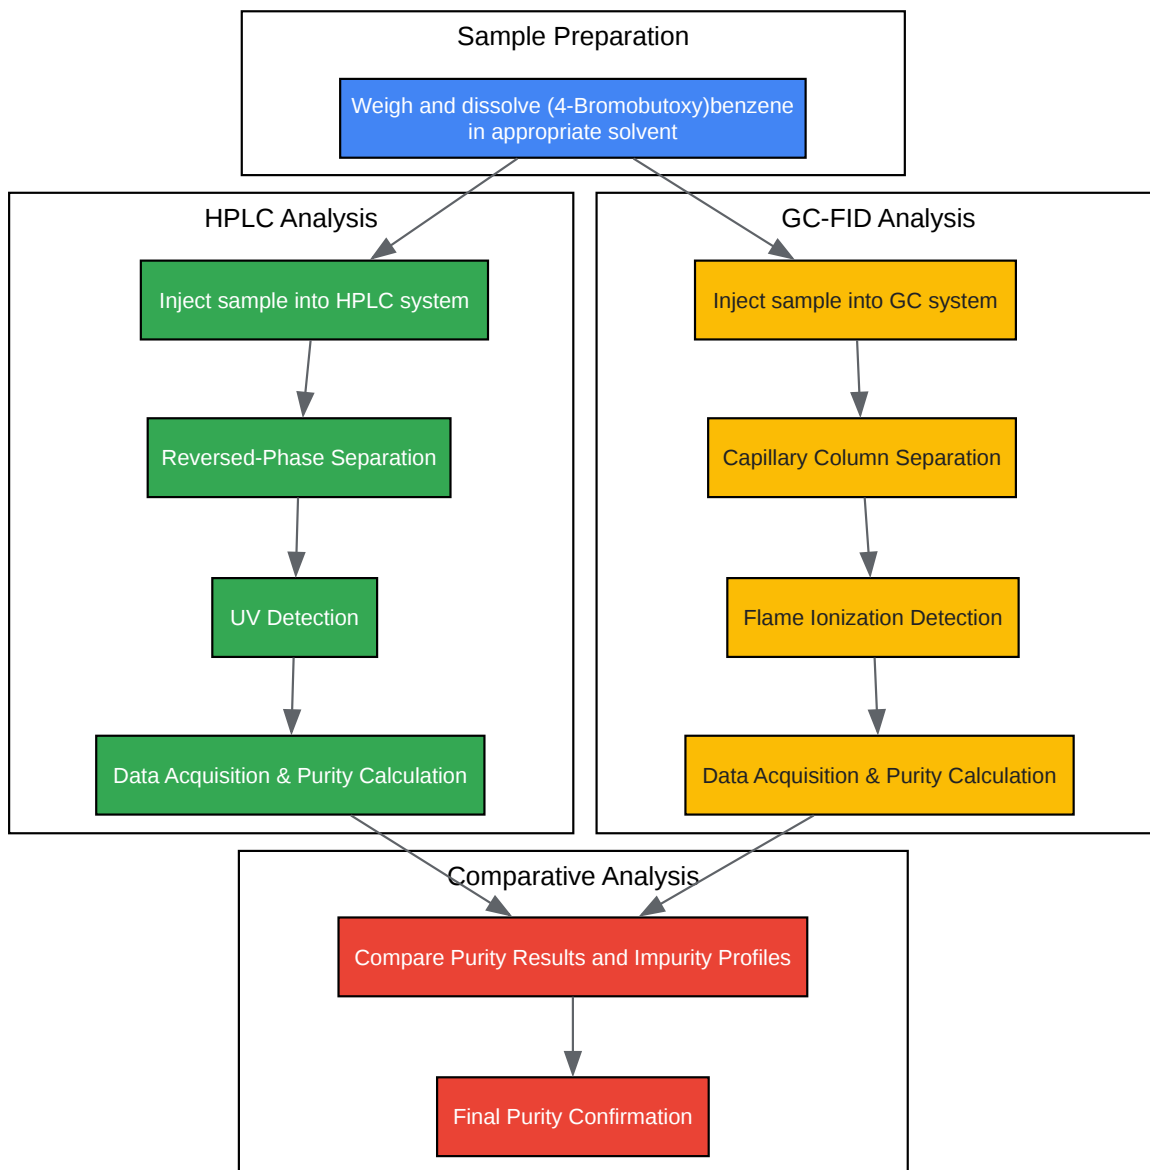 Sample Preparation
Weigh and dissolve (4-Bromobutoxy)benzene
in appropriate solvent
HPLC Analysis
Inject sample into HPLC system
Reversed-Phase Separation
UV Detection
Data Acquisition & Purity Calculation
GC-FID Analysis
Inject sample into GC system
Capillary Column Separation
Flame Ionization Detection
Data Acquisition & Purity Calculation
Comparative Analysis
Compare Purity Results and Impurity Profiles
Final Purity Confirmation